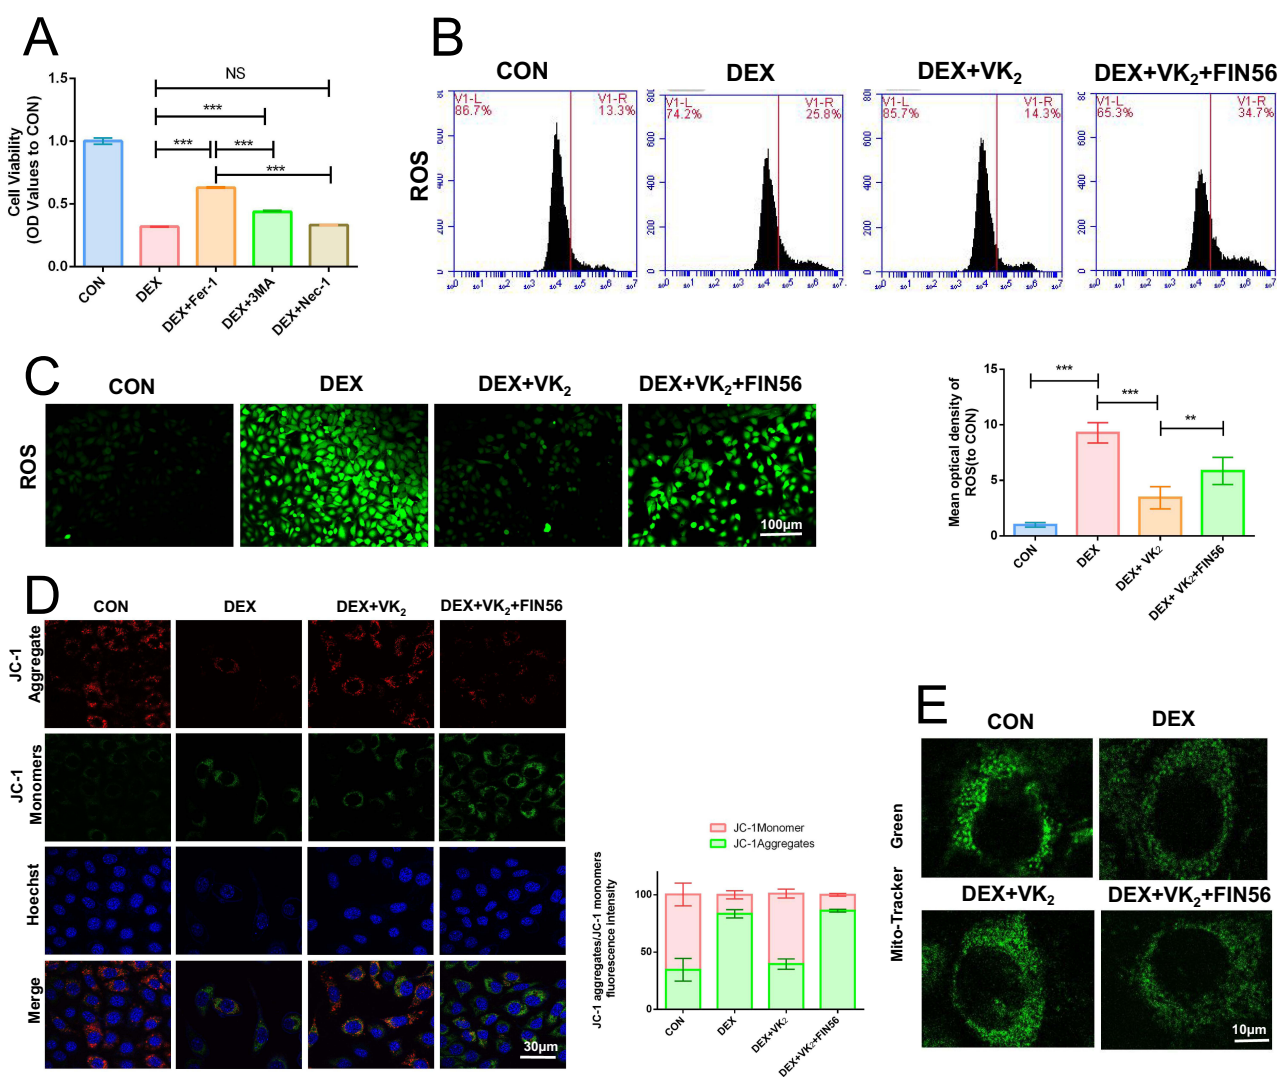 A
1.5
1.0
0.5
0.0
Cell Viability
(OD Values to CON)
NS
***
***
***
***
CON
DEX
DEX+Fer-1
DEX+3MA
DEX+Nec-1
B
ROS
CON
DEX
DEX+VK2
DEX+VK2+FIN56
V1-L
86.7%
V1-R
13.3%
V1-L
74.2%
V1-R
25.8%
V1-L
85.7%
V1-R
14.3%
V1-L
65.3%
V1-R
34.7%
C
ROS
CON
DEX
DEX+VK2
DEX+VK2+FIN56
100μm
Mean optical density of
ROS(to CON)
15
10
5
0
***
***
**
CON
DEX
DEX+ VK2
DEX+ VK2+FIN56
D
CON
DEX
DEX+VK2
DEX+VK2+FIN56
JC-1
Aggregate
JC-1
Monomers
Hoechst
Merge
30μm
JC-1Monomer
JC-1Aggregates
JC-1 aggregates/JC-1 monomers
fluorescence intensity
100
50
0
CON
DEX
DEX+VK2
DEX+VK2+FIN56
E
CON
DEX
DEX+VK2
DEX+VK2+FIN56
Mito-Tracker Green
10μm